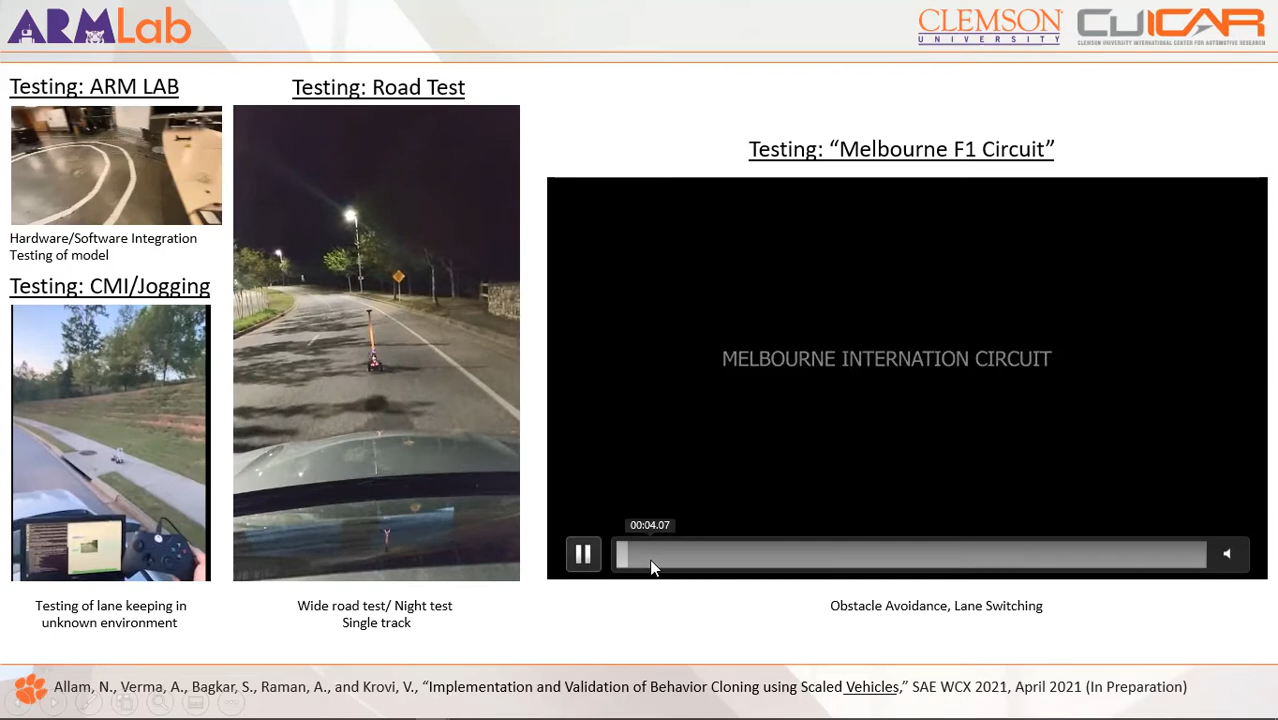 ARMLab
CLEMSON
UNIVERSITY
CUICAR
CLEMSON UNIVERSITY INTERNATIONAL CENTER FOR AUTOMOTIVE RESEARCH
Testing: ARM LAB
Hardware/Software Integration
Testing of model
Testing: CMI/Jogging
Testing of lane keeping in
unknown environment
Testing: Road Test
Wide road test/ Night test
Single track
Testing: “Melbourne F1 Circuit”
MELBOURNE INTERNATION CIRCUIT
00:04.07
Obstacle Avoidance, Lane Switching
Allam, N., Verma, A., Bagkar, S., Raman, A., and Krovi, V., “Implementation and Validation of Behavior Cloning using Scaled Vehicles,” SAE WCX 2021, April 2021 (In Preparation)